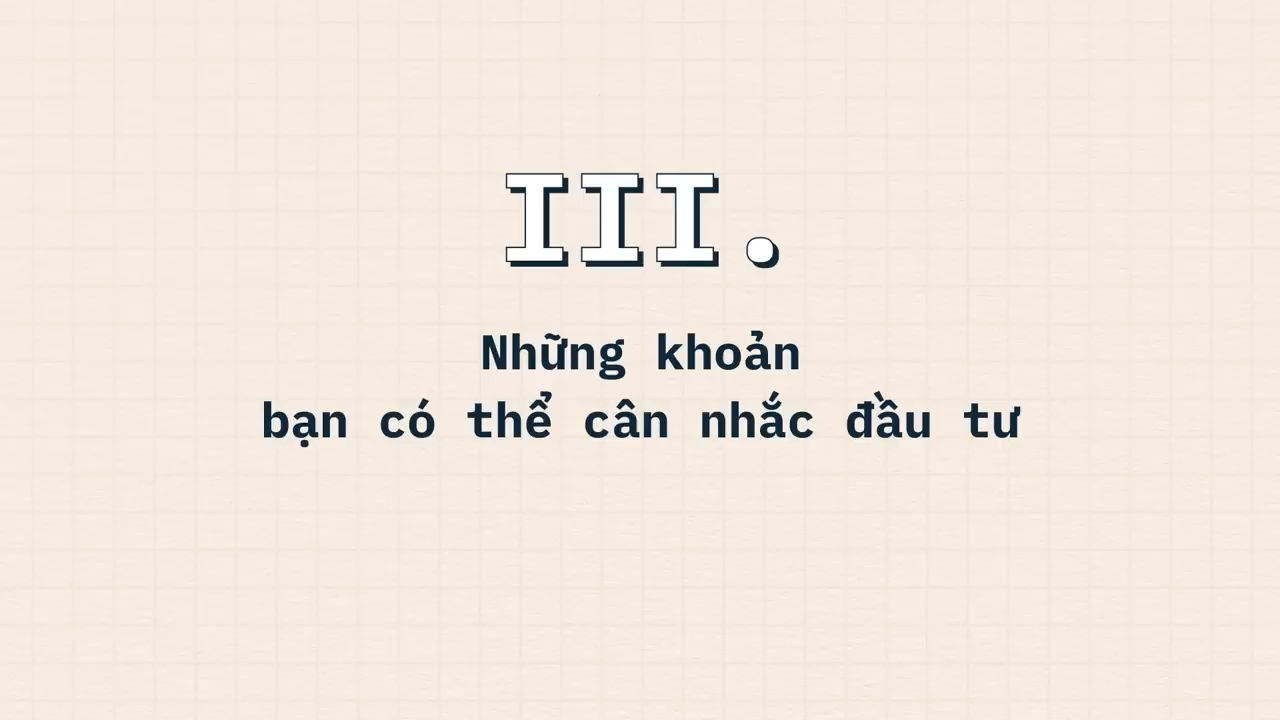 III.
Những khoản
bạn có thể cân nhắc đầu tư